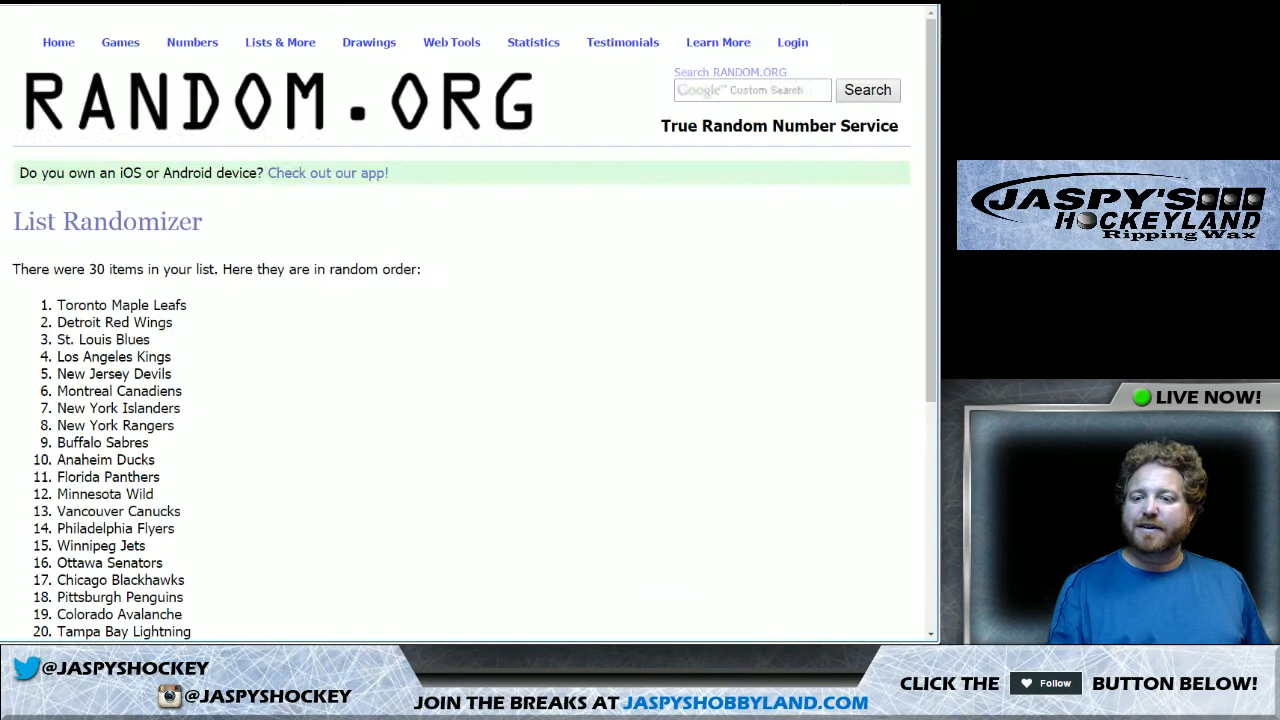 Home Games Numbers Lists & More Drawings Web Tools Statistics Testimonials Learn More Login
RANDOM.ORG
Search RANDOM.ORG
Google™ Custom Search Search
True Random Number Service
Do you own an iOS or Android device? Check out our app!
List Randomizer
There were 30 items in your list. Here they are in random order:
1. Toronto Maple Leafs
2. Detroit Red Wings
3. St. Louis Blues
4. Los Angeles Kings
5. New Jersey Devils
6. Montreal Canadiens
7. New York Islanders
8. New York Rangers
9. Buffalo Sabres
10. Anaheim Ducks
11. Florida Panthers
12. Minnesota Wild
13. Vancouver Canucks
14. Philadelphia Flyers
15. Winnipeg Jets
16. Ottawa Senators
17. Chicago Blackhawks
18. Pittsburgh Penguins
19. Colorado Avalanche
20. Tampa Bay Lightning
JASPY'S
HOCKEYLAND
Ripping Wax
LIVE NOW!
@JASPYSHOCKEY
@JASPYSHOCKEY
JOIN THE BREAKS AT JASPYSHOBBYLAND.COM
CLICK THE Follow BUTTON BELOW!